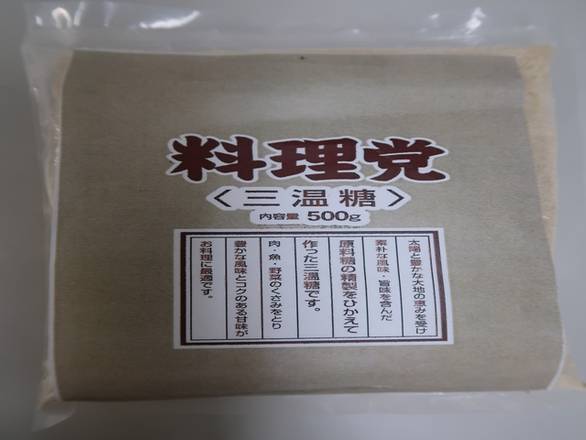 料理党
〈三温糖〉
内容量 500g
太陽と豊かな大地の恵みを受け
素朴な風味・旨味を含んだ
原料糖の精製をひかえて
作った三温糖です。
肉・魚・野菜のくさみをとり
豊かな風味とコクのある甘味が
お料理に最適です。